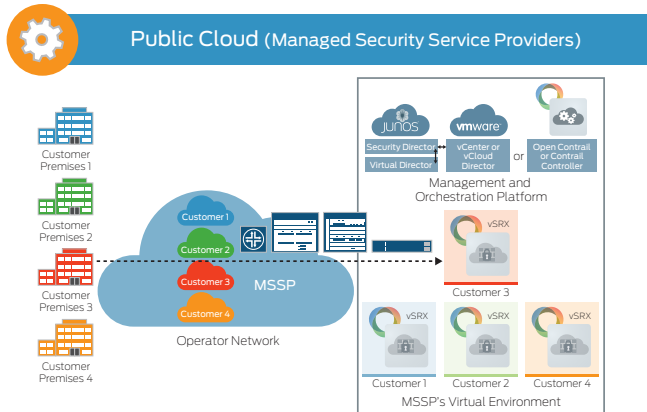 Public Cloud (Managed Security Service Providers)
Customer
Premises 1
Customer
Premises 2
Customer
Premises 3
Customer
Premises 4
Customer 1
Customer 2
Customer 3
Customer 4
MSSP
Operator Network
JUNOS
vmware
Security Director
Virtual Director
vCenter or
vCloud
Director
or
Open Contrail
or Contrail
Controller
Management and
Orchestration Platform
vSRX
Customer 3
vSRX
Customer 1
vSRX
Customer 2
vSRX
Customer 4
MSSP's Virtual Environment